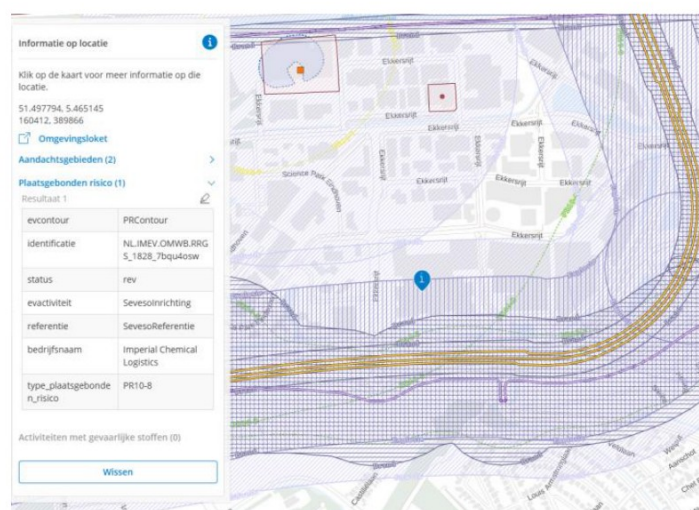 Informatie op locatie
Klik op de kaart voor meer informatie op die
locatie.
51.497794, 5.465145
160412, 389866
Omgevingsloket
Aandachtsgebieden (2)
Plaatsgebonden risico (1)
Resultaat 1
evcontour PRContour
identificatie NL.IMEV.OMWB.RRG
S_1828_7bqu4osw
status rev
evactiviteit SevesoInrichting
referentie SevesoReferentie
bedrijfsnaam Imperial Chemical
Logistics
type_plaatsgebonde PR10-8
n_risico
Activiteiten met gevaarlijke stoffen (0)
Wissen
Ekkersrijt
Ekkersrijt
Ekkersrijt
Ekkersrijt
Ekkersrijt
Ekkersrijt
Science Park Eindhoven
Ekkersrijt
Ekkersrijt
Ekkersrijt
Ekkersrijt